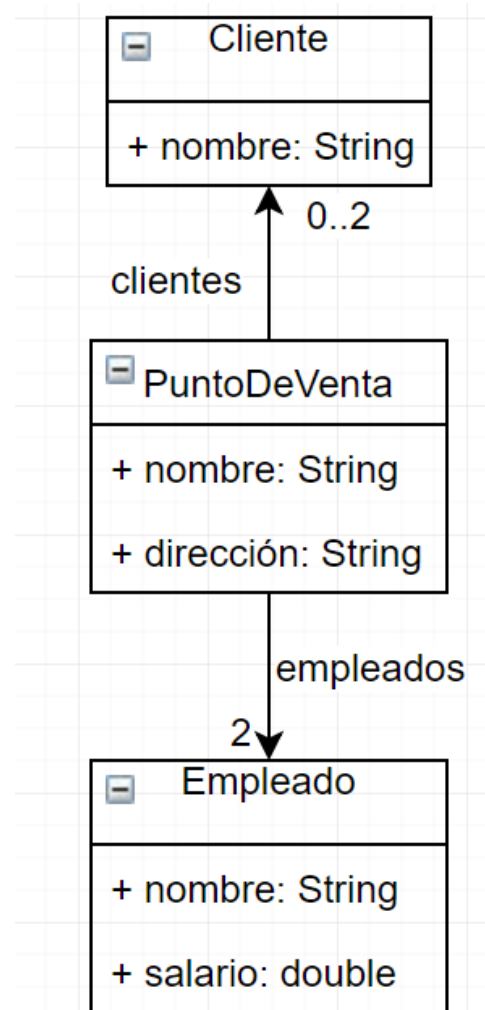 Cliente
+ nombre: String
0..2
clientes
PuntoDeVenta
+ nombre: String
+ dirección: String
empleados
2
Empleado
+ nombre: String
+ salario: double